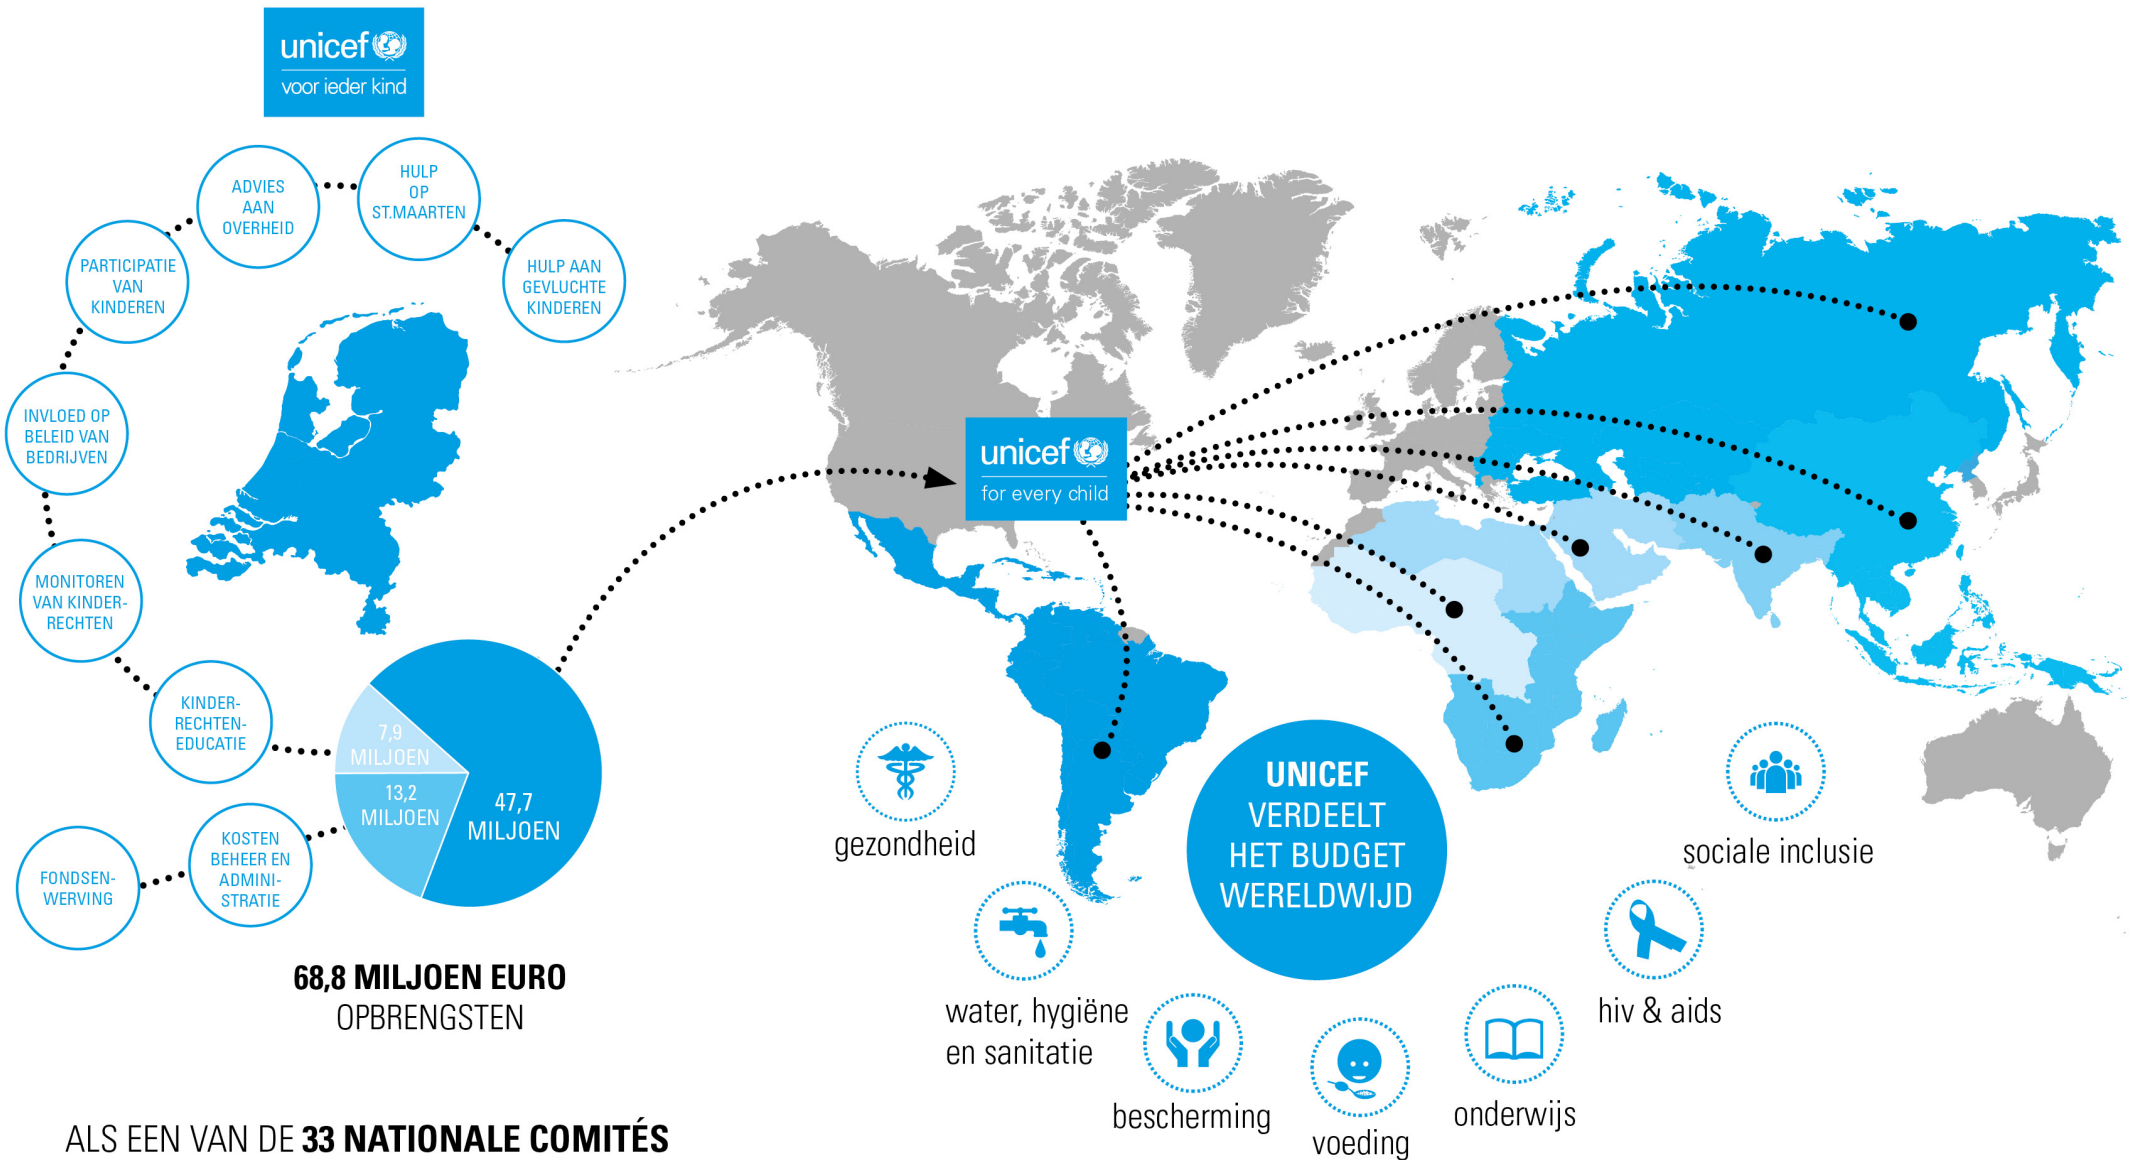 unicef
voor ieder kind
HULP
OP
ST.MAARTEN
ADVIES
AAN
OVERHEID
HULP AAN
GEVLUCHTE
KINDEREN
PARTICIPATIE
VAN
KINDEREN
INVLOED OP
BELEID VAN
BEDRIJVEN
MONITOREN
VAN KINDER-
RECHTEN
KINDER-
RECHTEN-
EDUCATIE
KOSTEN
BEHEER EN
ADMINI-
STRATIE
FONDSEN-
WERVING
7,9
MILJOEN
13,2
MILJOEN
47,7
MILJOEN
68,8 MILJOEN EURO
OPBRENGSTEN
ALS EEN VAN DE 33 NATIONALE COMITÉS
unicef
for every child
UNICEF
VERDEELT
HET BUDGET
WERELDWIJD
gezondheid
water, hygiëne
en sanitatie
bescherming
voeding
onderwijs
hiv & aids
sociale inclusie